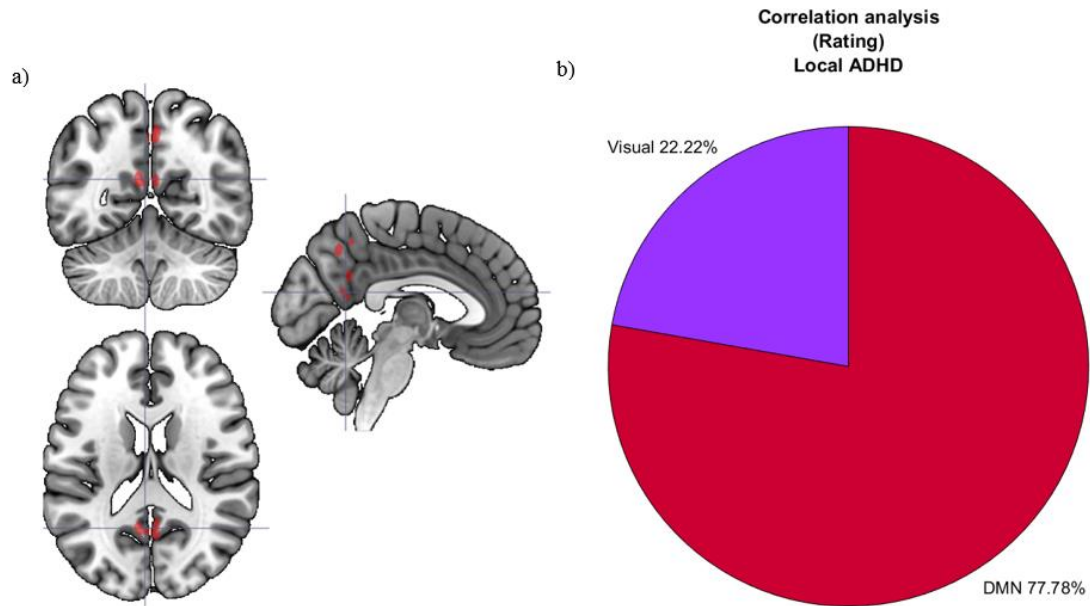 a)
b)
Correlation analysis
(Rating)
Local ADHD
Visual 22.22%
DMN 77.78%